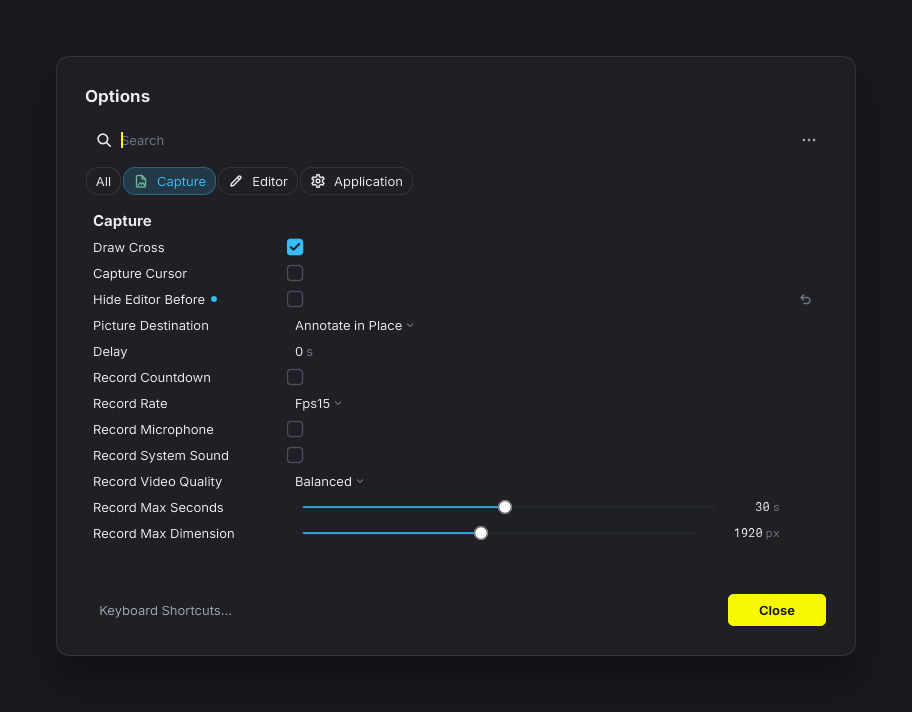 Options
Search
All Capture Editor Application
Capture
Draw Cross
Capture Cursor
Hide Editor Before
Picture Destination Annotate in Place
Delay 0 s
Record Countdown
Record Rate Fps15
Record Microphone
Record System Sound
Record Video Quality Balanced
Record Max Seconds 30 s
Record Max Dimension 1920 px
Keyboard Shortcuts... Close